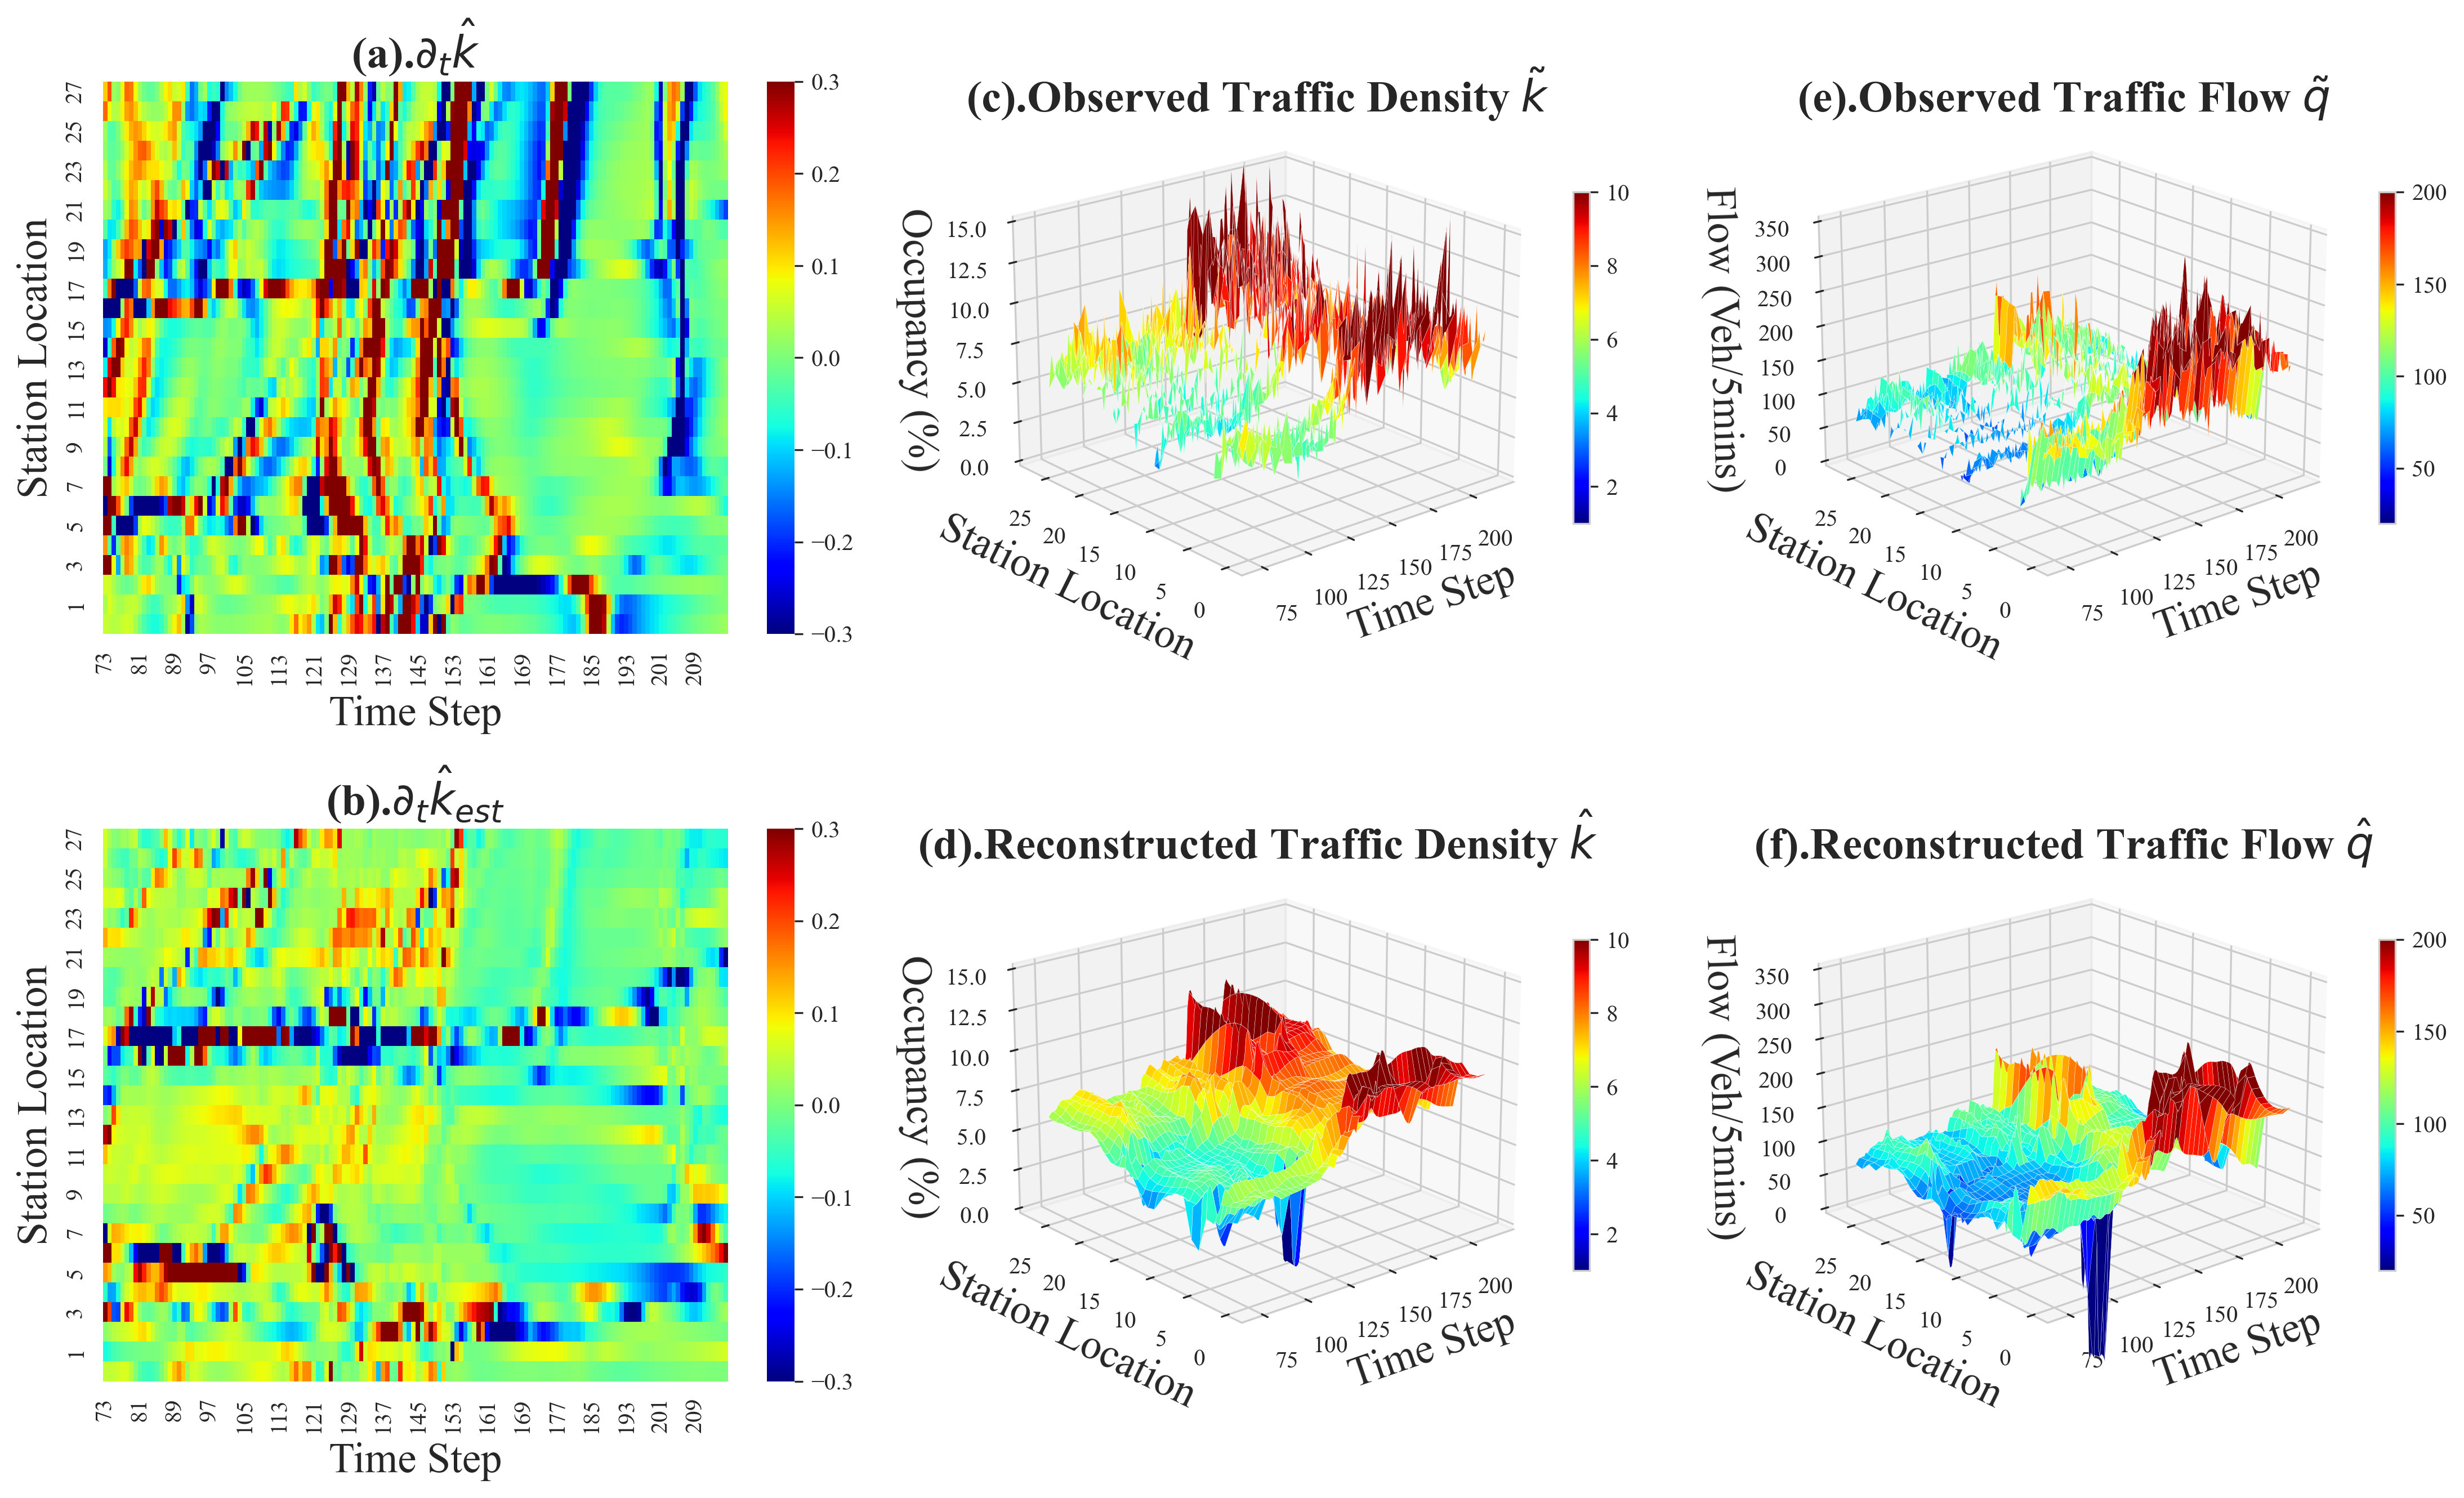 (a).∂ₜk̂
Station Location
27
25
23
21
19
17
15
13
11
9
7
5
3
1
73 81 89 97 105 113 121 129 137 145 153 161 169 177 185 193 201 209
Time Step
0.3
0.2
0.1
0.0
−0.1
−0.2
−0.3
(c).Observed Traffic Density k̃
Occupancy (%)
15.0
12.5
10.0
7.5
5.0
2.5
0.0
25 20 15 10 5 0
Station Location
75 100 125 150 175 200
Time Step
10
8
6
4
2
(e).Observed Traffic Flow q̃
Flow (Veh/5mins)
350
300
250
200
150
100
50
0
25 20 15 10 5 0
Station Location
75 100 125 150 175 200
Time Step
200
150
100
50
(b).∂ₜk̂ₑₛₜ
Station Location
27
25
23
21
19
17
15
13
11
9
7
5
3
1
73 81 89 97 105 113 121 129 137 145 153 161 169 177 185 193 201 209
Time Step
0.3
0.2
0.1
0.0
−0.1
−0.2
−0.3
(d).Reconstructed Traffic Density k̂
Occupancy (%)
15.0
12.5
10.0
7.5
5.0
2.5
0.0
25 20 15 10 5 0
Station Location
75 100 125 150 175 200
Time Step
10
8
6
4
2
(f).Reconstructed Traffic Flow q̂
Flow (Veh/5mins)
350
300
250
200
150
100
50
0
25 20 15 10 5 0
Station Location
75 100 125 150 175 200
Time Step
200
150
100
50